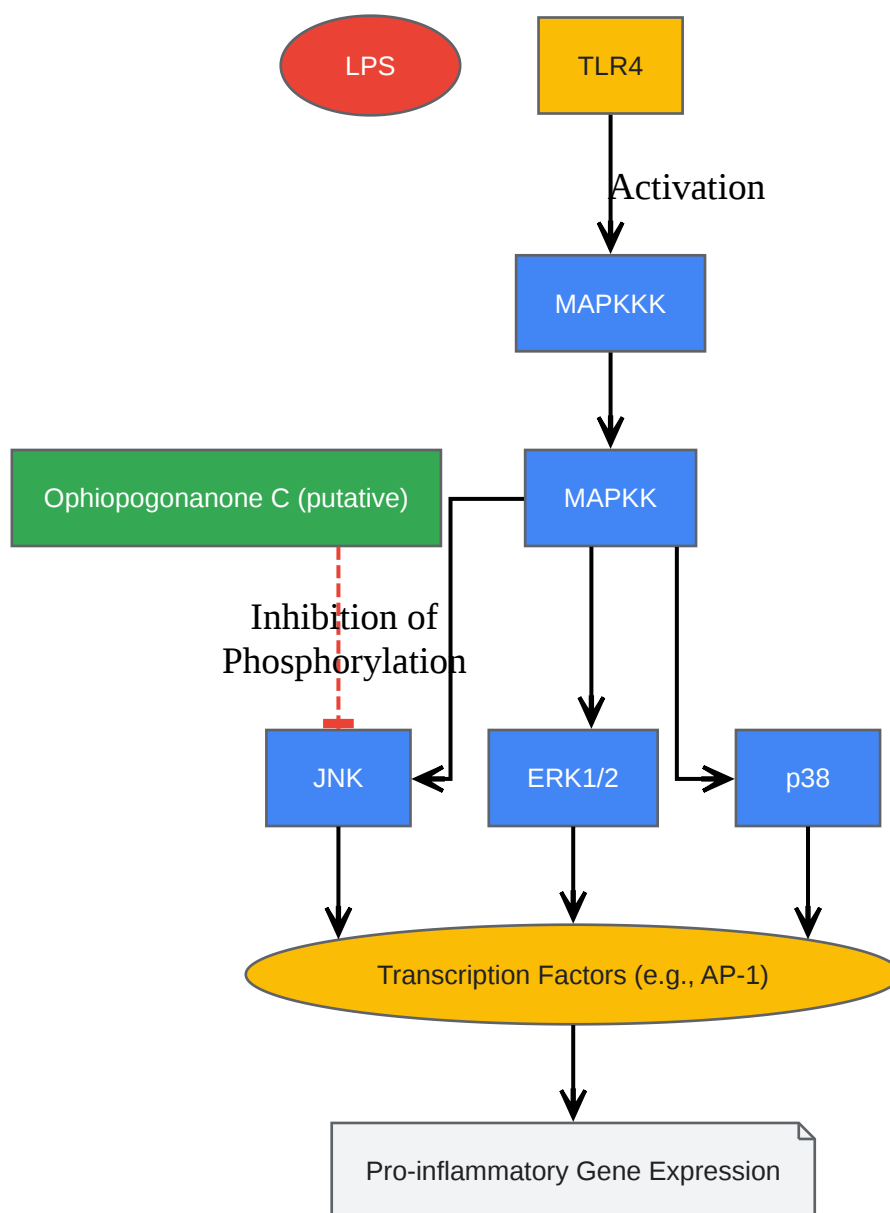 LPS
TLR4
Activation
MAPKKK
Ophiopogonanone C (putative)
MAPKK
Inhibition of
Phosphorylation
JNK
ERK1/2
p38
Transcription Factors (e.g., AP-1)
Pro-inflammatory Gene Expression